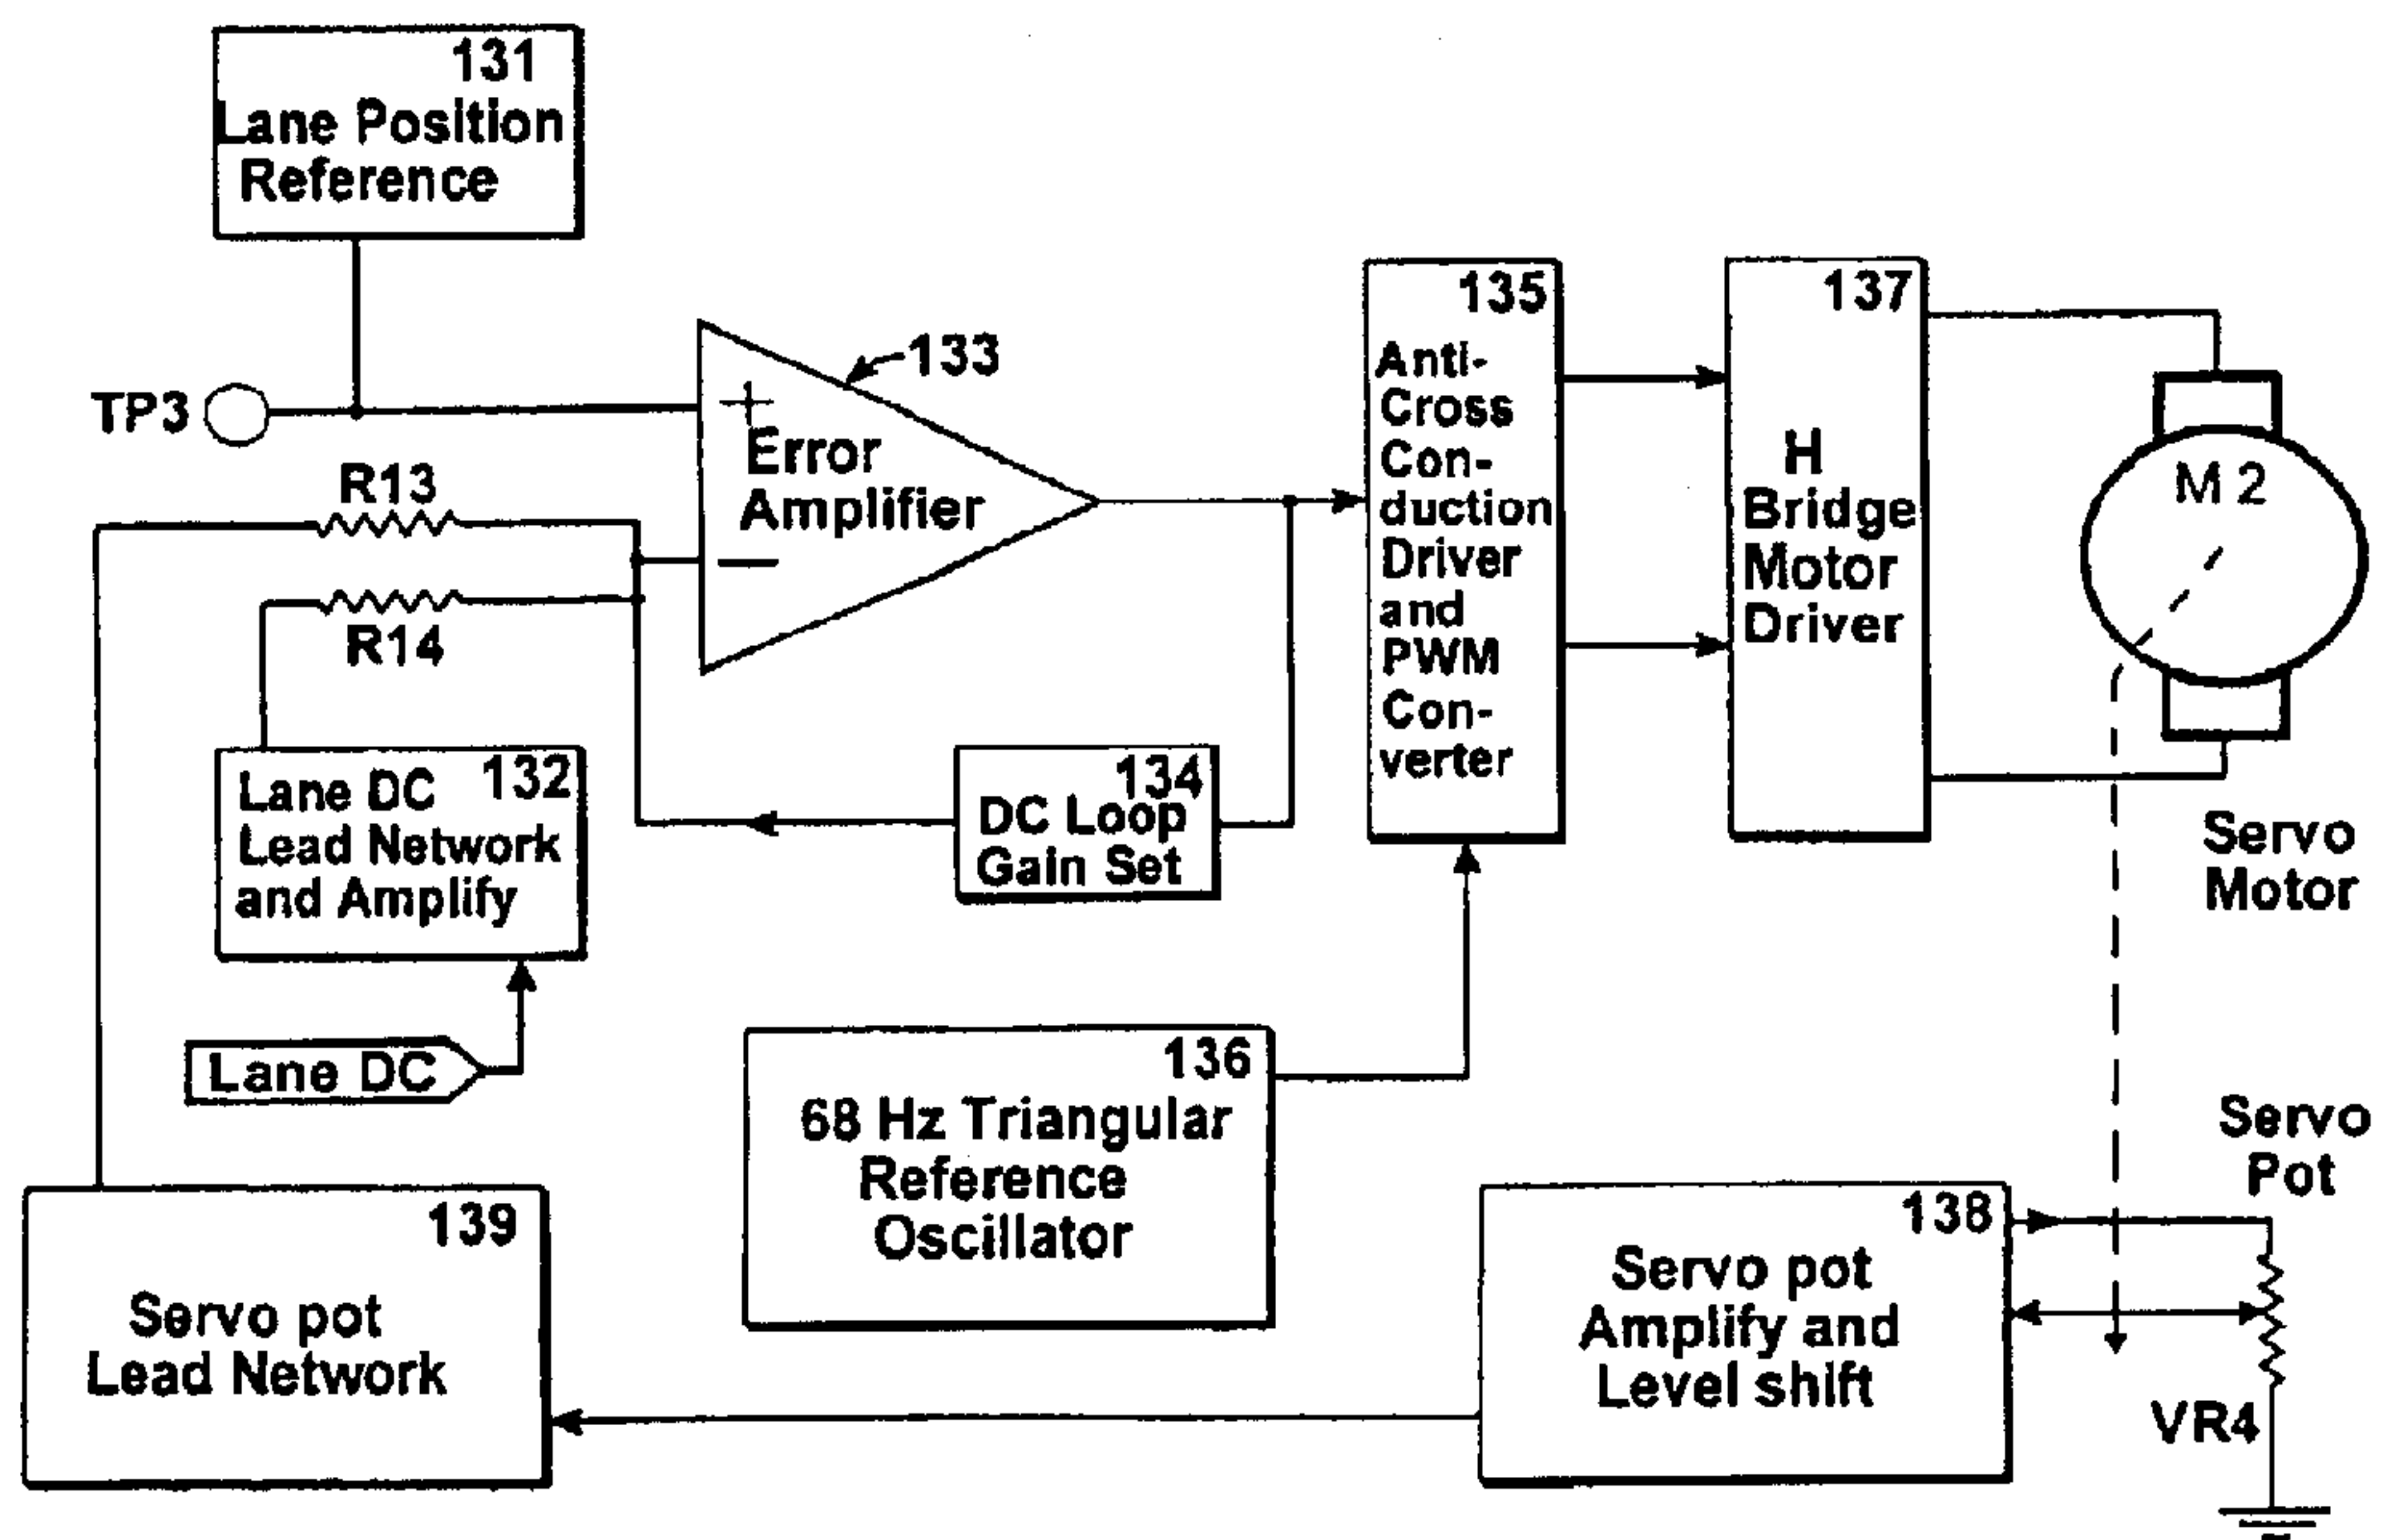 131
Lane Position
Reference
TP3
R13
R14
133
+
Error
Amplifier
−
135
Anti-
Cross
Con-
duction
Driver
and
PWM
Con-
verter
137
H
Bridge
Motor
Driver
M 2
Servo
Motor
132
Lane DC
Lead Network
and Amplify
134
DC Loop
Gain Set
Lane DC
136
68 Hz Triangular
Reference
Oscillator
139
Servo pot
Lead Network
138
Servo pot
Amplify and
Level shift
Servo
Pot
VR4